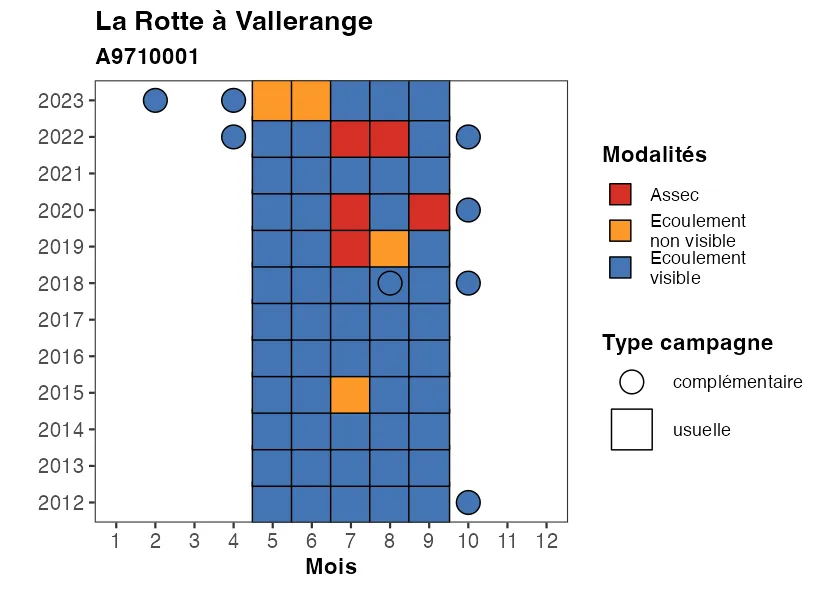 La Rotte à Vallerange
A9710001
2023
2022
2021
2020
2019
2018
2017
2016
2015
2014
2013
2012
1 2 3 4 5 6 7 8 9 10 11 12
Mois
Modalités
Assec
Ecoulement
non visible
Ecoulement
visible
Type campagne
complémentaire
usuelle